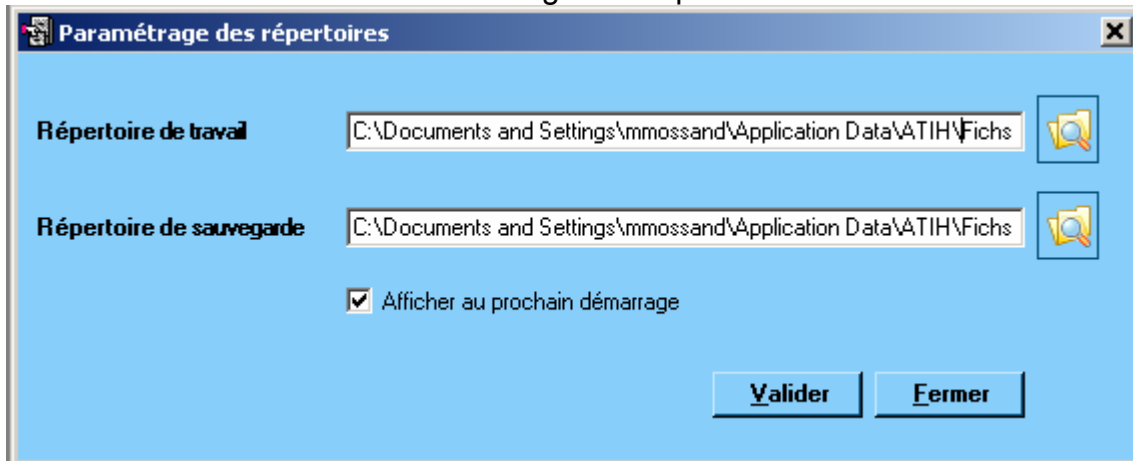 Paramétrage des répertoires
Répertoire de travail C:\Documents and Settings\mmossand\Application Data\ATIH\Fichs
Répertoire de sauvegarde C:\Documents and Settings\mmossand\Application Data\ATIH\Fichs
Afficher au prochain démarrage
Valider Fermer